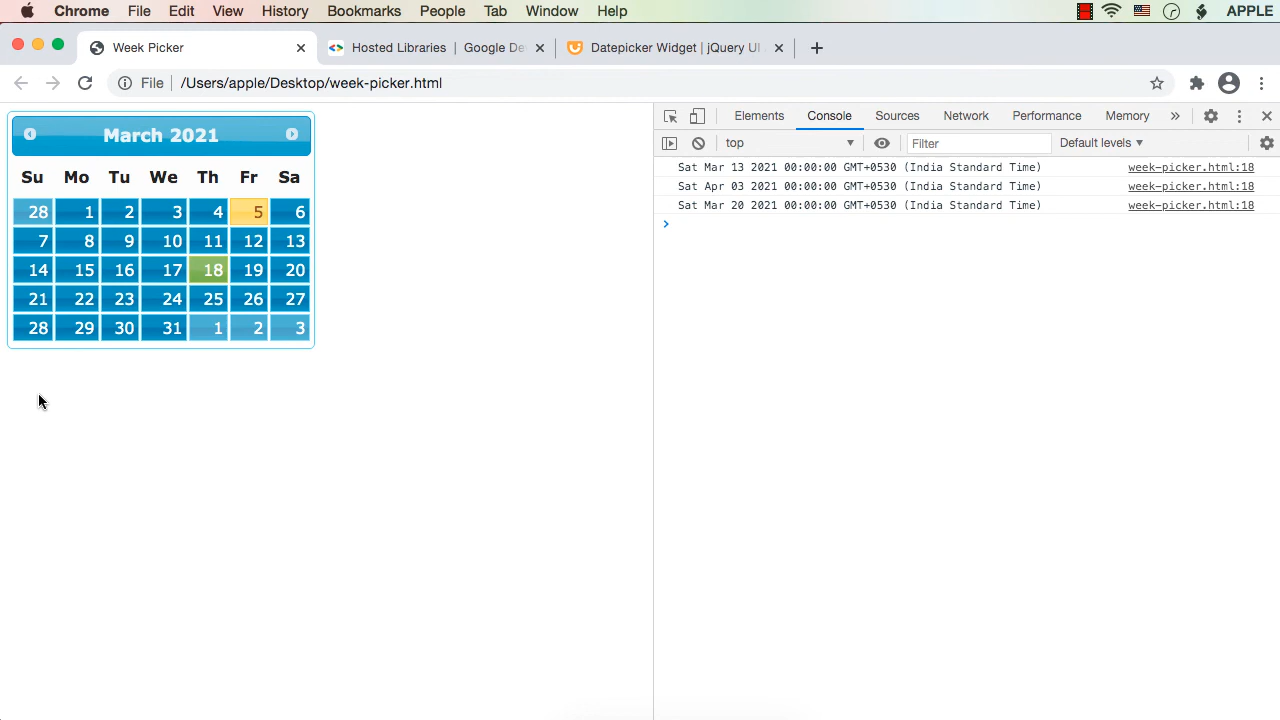 Chrome File Edit View History Bookmarks People Tab Window Help APPLE
Week Picker Hosted Libraries | Google De Datepicker Widget | jQuery UI
File /Users/apple/Desktop/week-picker.html
Elements Console Sources Network Performance Memory »
top Filter Default levels
March 2021
Su Mo Tu We Th Fr Sa
28 1 2 3 4 5 6
7 8 9 10 11 12 13
14 15 16 17 18 19 20
21 22 23 24 25 26 27
28 29 30 31 1 2 3
Sat Mar 13 2021 00:00:00 GMT+0530 (India Standard Time) week-picker.html:18
Sat Apr 03 2021 00:00:00 GMT+0530 (India Standard Time) week-picker.html:18
Sat Mar 20 2021 00:00:00 GMT+0530 (India Standard Time) week-picker.html:18